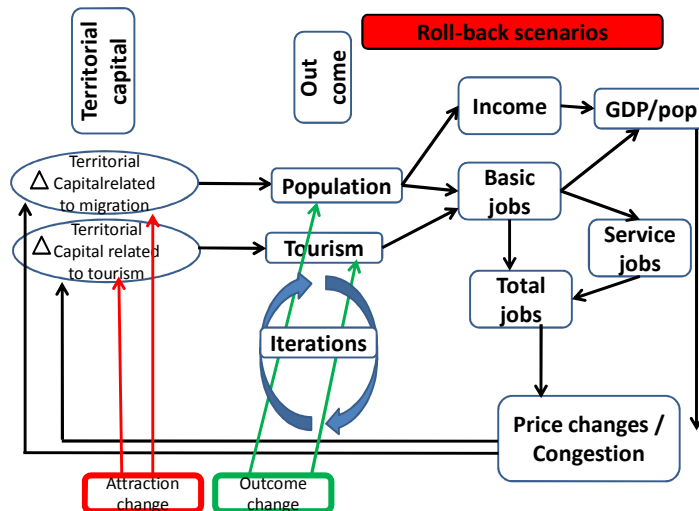 Roll-back scenarios
Territorial
capital
Out
come
Income
GDP/pop
Territorial
△ Capitalrelated
to migration
Population
Basic
jobs
Territorial
△ Capital related
to tourism
Tourism
Service
jobs
Total
jobs
Iterations
Price changes /
Congestion
Attraction
change
Outcome
change